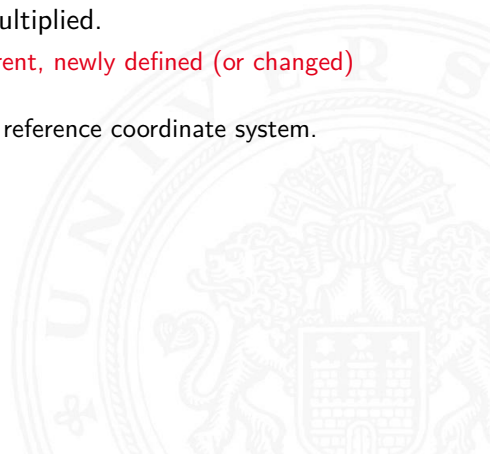 ultiplied.
rent, newly defined (or changed)
reference coordinate system.
U N I V E R S